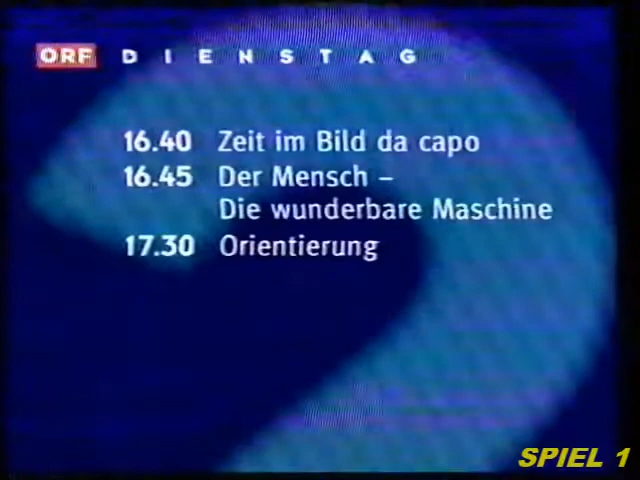 ORF DIENSTAG
16.40 Zeit im Bild da capo
16.45 Der Mensch –
Die wunderbare Maschine
17.30 Orientierung
SPIEL 1